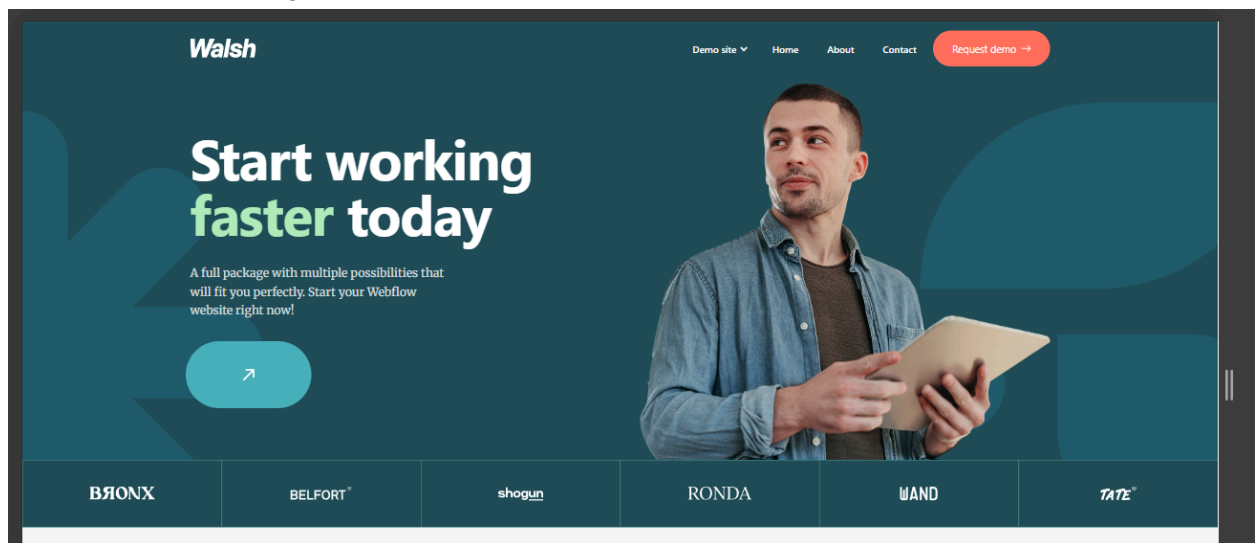 Walsh
Demo site
Home
About
Contact
Request demo →
Start working
faster today
A full package with multiple possibilities that
will fit you perfectly. Start your Webflow
website right now!
BЯONX
BELFORT
shogun
RONDA
WAND
TATE